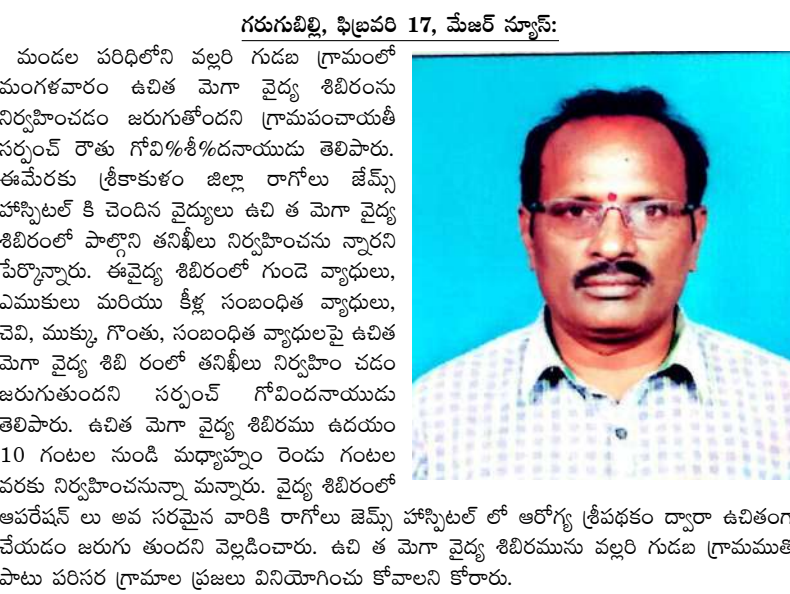 గరుగుబిల్లి, ఫిబ్రవరి 17, మేజర్ న్యూస్:
మండల పరిధిలోని వల్లరి గుడబ గ్రామంలో
మంగళవారం ఉచిత మెగా వైద్య శిబిరంను
నిర్వహించడం జరుగుతోందని గ్రామపంచాయతీ
సర్పంచ్ రౌతు గోవి%శీ%దనాయుడు తెలిపారు.
ఈమేరకు శ్రీకాకుళం జిల్లా రాగోలు జేమ్స్
హాస్పిటల్ కి చెందిన వైద్యులు ఉచి త మెగా వైద్య
శిబిరంలో పాల్గొని తనిఖీలు నిర్వహించను న్నారని
పేర్కొన్నారు. ఈవైద్య శిబిరంలో గుండె వ్యాధులు,
ఎముకులు మరియు కీళ్ల సంబంధిత వ్యాధులు,
చెవి, ముక్కు, గొంతు, సంబంధిత వ్యాధులపై ఉచిత
మెగా వైద్య శిబి రంలో తనిఖీలు నిర్వహిం చడం
జరుగుతుందని సర్పంచ్ గోవిందనాయుడు
తెలిపారు. ఉచిత మెగా వైద్య శిబిరము ఉదయం
10 గంటల నుండి మధ్యాహ్నం రెండు గంటల
వరకు నిర్వహించనున్నా మన్నారు. వైద్య శిబిరంలో
ఆపరేషన్ లు అవ సరమైన వారికి రాగోలు జెమ్స్ హాస్పిటల్ లో ఆరోగ్య శ్రీపథకం ద్వారా ఉచితంగా
చేయడం జరుగు తుందని వెల్లడించారు. ఉచి త మెగా వైద్య శిబిరమును వల్లరి గుడబ గ్రామముతో
పాటు పరిసర గ్రామాల ప్రజలు వినియోగించు కోవాలని కోరారు.